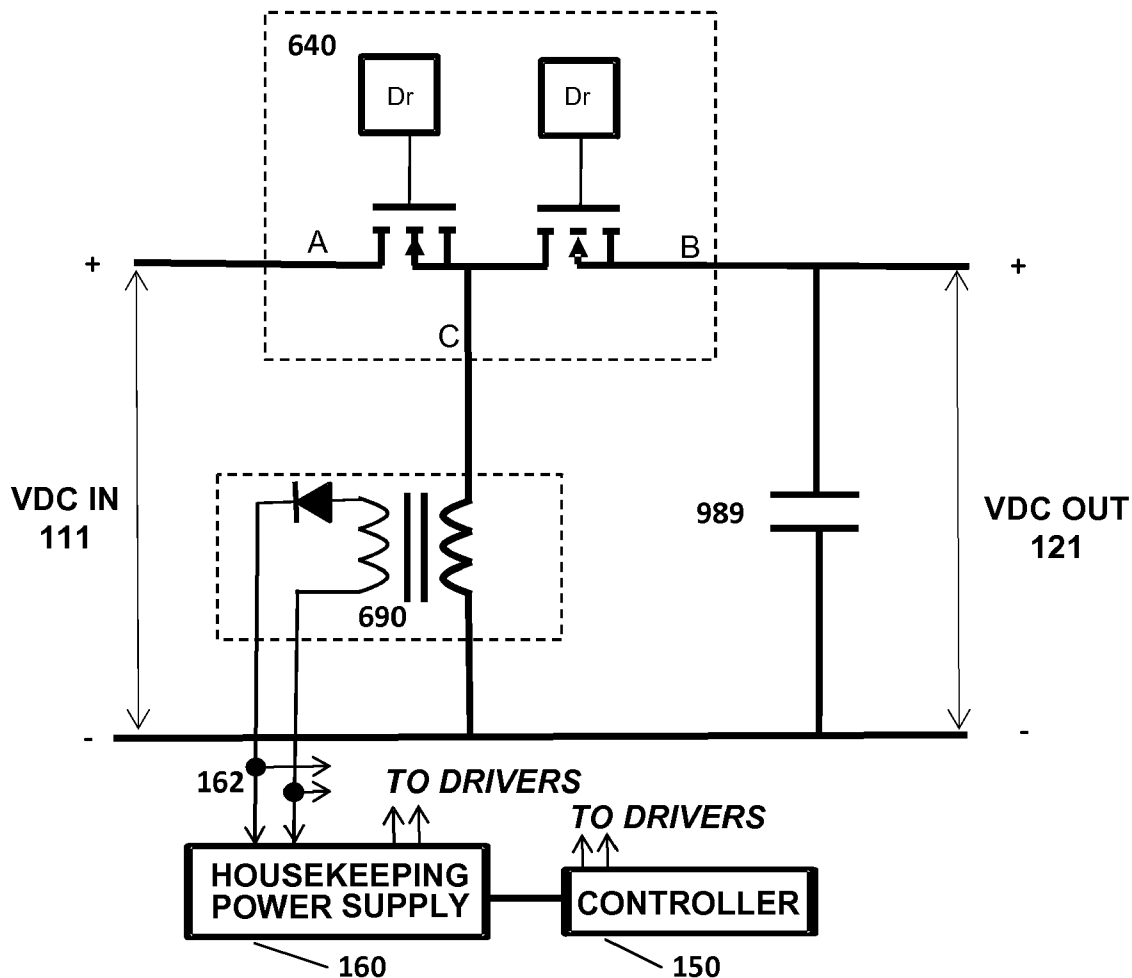 640
Dr
Dr
A
B
+
+
C
VDC IN
111
989
VDC OUT
121
690
-
-
162
TO DRIVERS
TO DRIVERS
HOUSEKEEPING
POWER SUPPLY
CONTROLLER
160
150